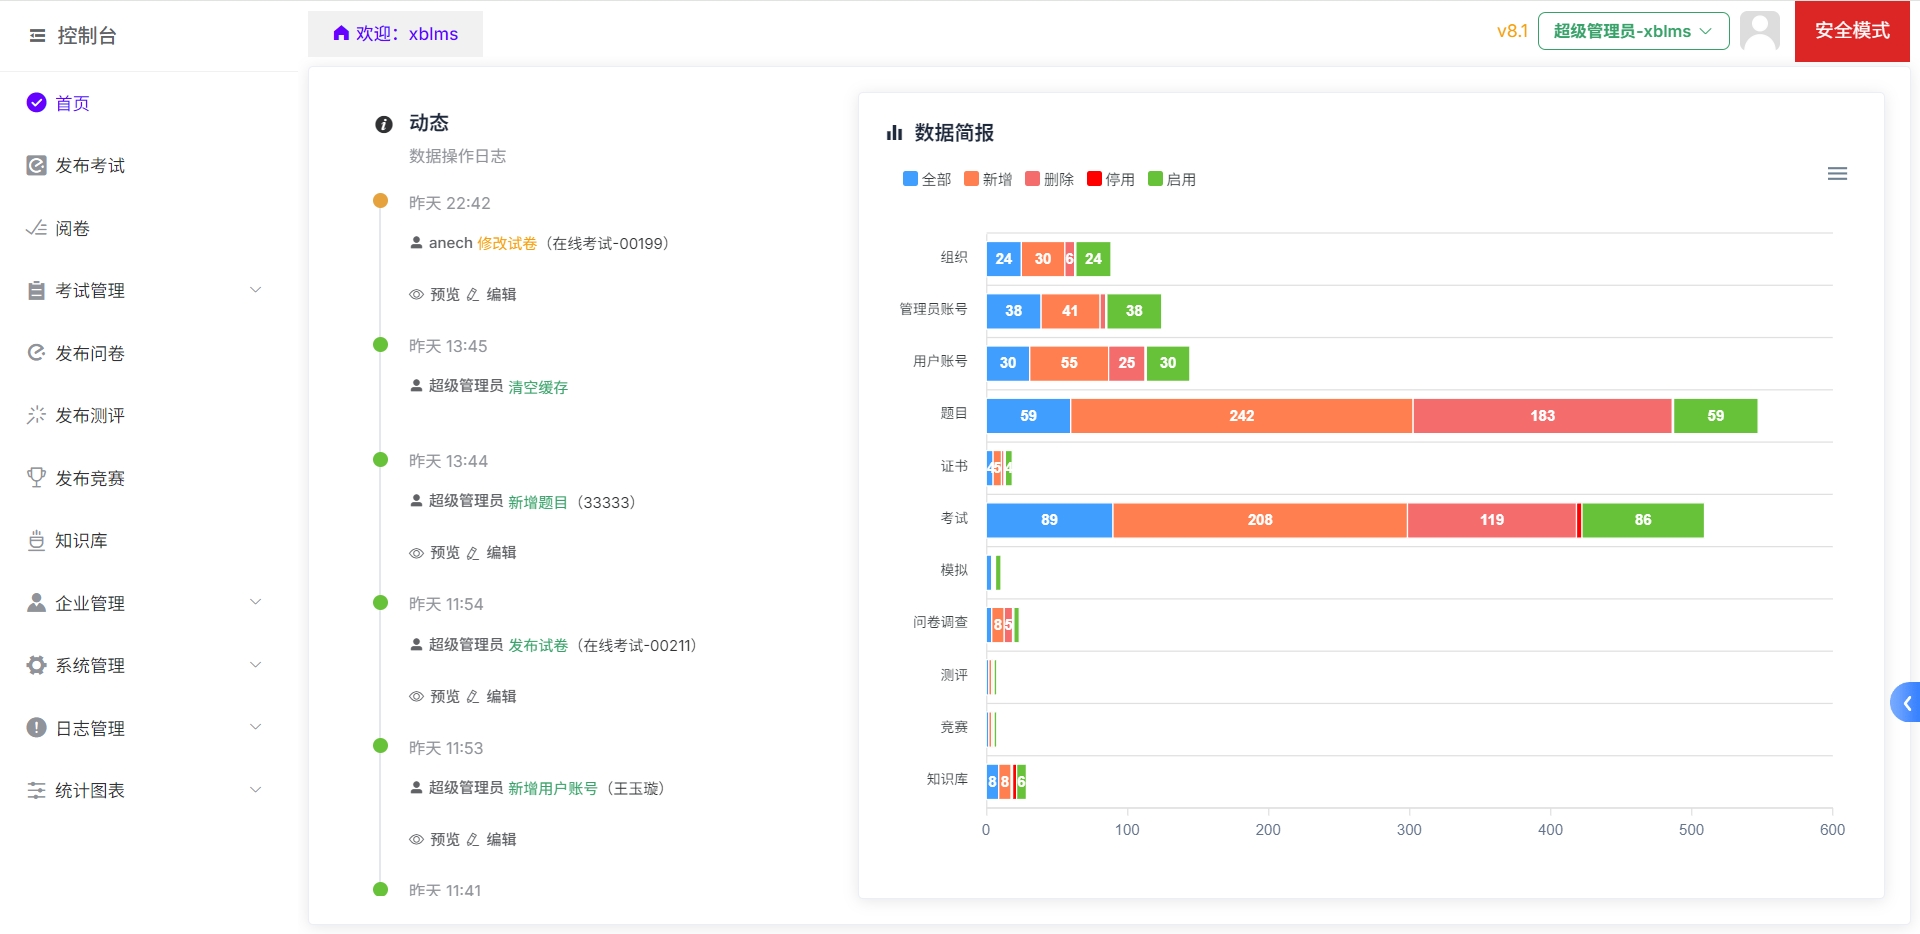 控制台
欢迎：xblms
v8.1
超级管理员-xblms
安全模式
首页
发布考试
阅卷
考试管理
发布问卷
发布测评
发布竞赛
知识库
企业管理
系统管理
日志管理
统计图表
动态
数据操作日志
昨天 22:42
anech 修改试卷（在线考试-00199）
预览 编辑
昨天 13:45
超级管理员 清空缓存
昨天 13:44
超级管理员 新增题目（33333）
预览 编辑
昨天 11:54
超级管理员 发布试卷（在线考试-00211）
预览 编辑
昨天 11:53
超级管理员 新增用户账号（王玉璇）
预览 编辑
昨天 11:41
数据简报
全部 新增 删除 停用 启用
组织 24 30 6 24
管理员账号 38 41 38
用户账号 30 55 25 30
题目 59 242 183 59
证书 4 5 4
考试 89 208 119 86
模拟
问卷调查 8 5
测评
竞赛
知识库 8 8 6
0 100 200 300 400 500 600